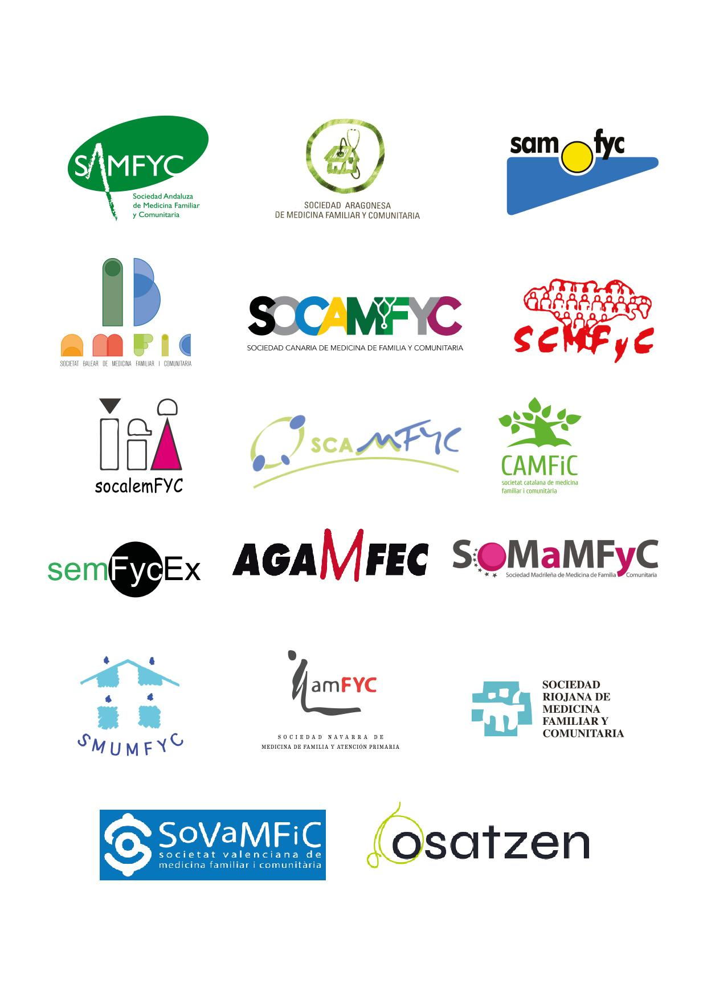 SAMFYC
Sociedad Andaluza
de Medicina Familiar
y Comunitaria
SOCIEDAD ARAGONESA
DE MEDICINA FAMILIAR Y COMUNITARIA
sam fyc
IB
amfic
SOCIETAT BALEAR DE MEDICINA FAMILIAR I COMUNITARIA
SOCAMFYC
SOCIEDAD CANARIA DE MEDICINA DE FAMILIA Y COMUNITARIA
SCMFyC
socalemFYC
SCAMFYC
CAMFiC
societat catalana de medicina
familiar i comunitària
semFycEx
AGAMFEC
SoMaMFyC
Sociedad Madrileña de Medicina de Familia y Comunitaria
SMUMFYC
namFYC
SOCIEDAD NAVARRA DE
MEDICINA DE FAMILIA Y ATENCIÓN PRIMARIA
SOCIEDAD
RIOJANA DE
MEDICINA
FAMILIAR Y
COMUNITARIA
SoVaMFiC
societat valenciana de
medicina familiar i comunitària
osatzen